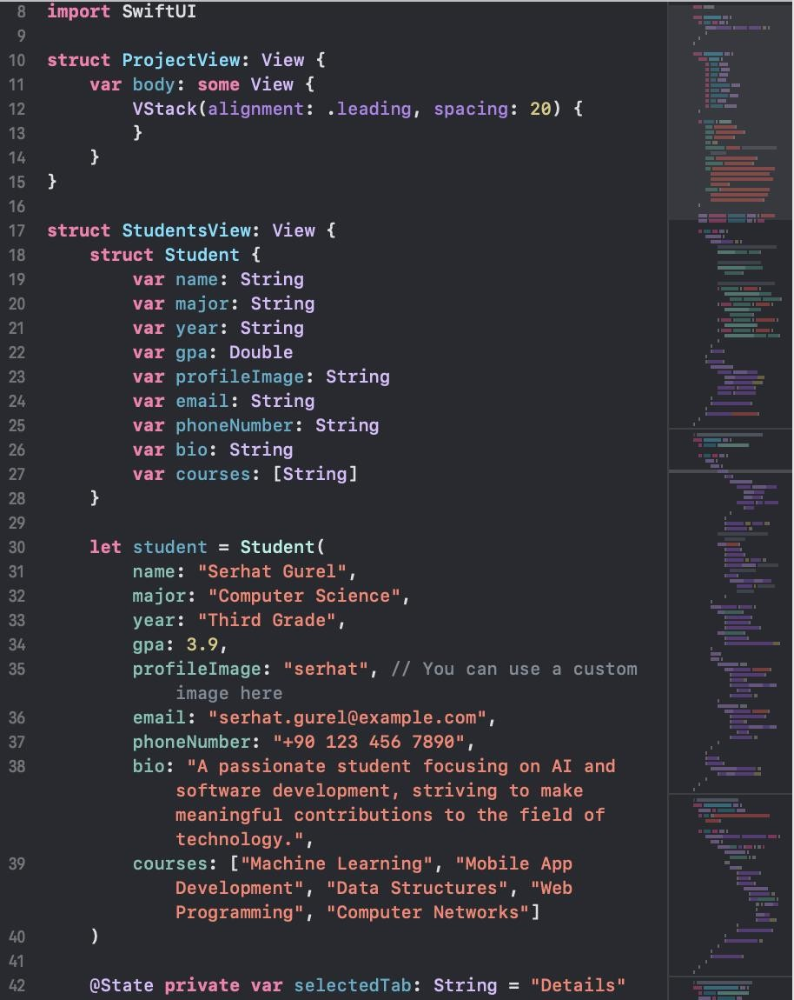 8 import SwiftUI
9
10 struct ProjectView: View {
11     var body: some View {
12         VStack(alignment: .leading, spacing: 20) {
13         }
14     }
15 }
16
17 struct StudentsView: View {
18     struct Student {
19         var name: String
20         var major: String
21         var year: String
22         var gpa: Double
23         var profileImage: String
24         var email: String
25         var phoneNumber: String
26         var bio: String
27         var courses: [String]
28     }
29
30     let student = Student(
31         name: "Serhat Gurel",
32         major: "Computer Science",
33         year: "Third Grade",
34         gpa: 3.9,
35         profileImage: "serhat", // You can use a custom
            image here
36         email: "serhat.gurel@example.com",
37         phoneNumber: "+90 123 456 7890",
38         bio: "A passionate student focusing on AI and
            software development, striving to make
            meaningful contributions to the field of
            technology.",
39         courses: ["Machine Learning", "Mobile App
            Development", "Data Structures", "Web
            Programming", "Computer Networks"]
40     )
41
42     @State private var selectedTab: String = "Details"